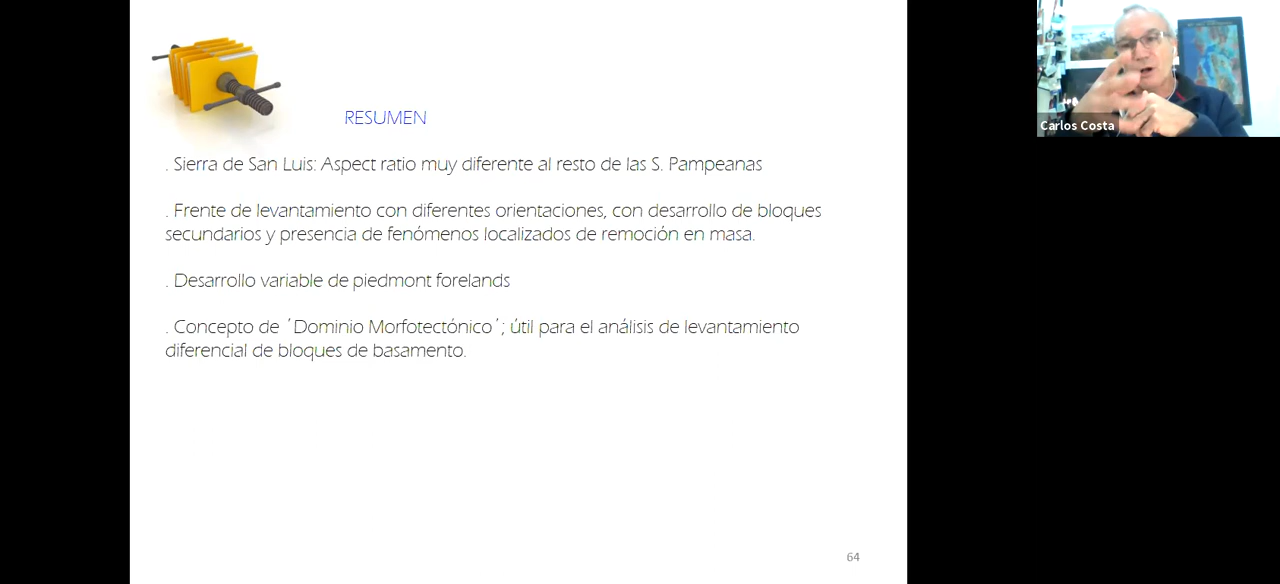 RESUMEN
. Sierra de San Luis: Aspect ratio muy diferente al resto de las S. Pampeanas
. Frente de levantamiento con diferentes orientaciones, con desarrollo de bloques
secundarios y presencia de fenómenos localizados de remoción en masa.
. Desarrollo variable de piedmont forelands
. Concepto de ´Dominio Morfotectónico´; útil para el análisis de levantamiento
diferencial de bloques de basamento.
64
Carlos Costa